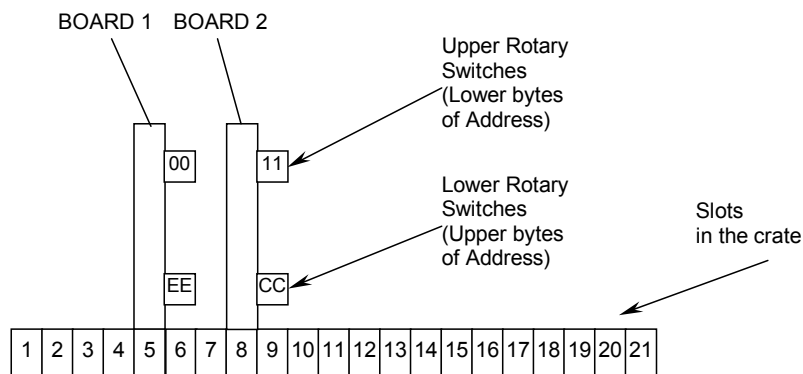 BOARD 1 BOARD 2
Upper Rotary
Switches
(Lower bytes
of Address)
00 11
Lower Rotary
Switches
(Upper bytes
of Address)
Slots
in the crate
EE CC
1 2 3 4 5 6 7 8 9 10 11 12 13 14 15 16 17 18 19 20 21